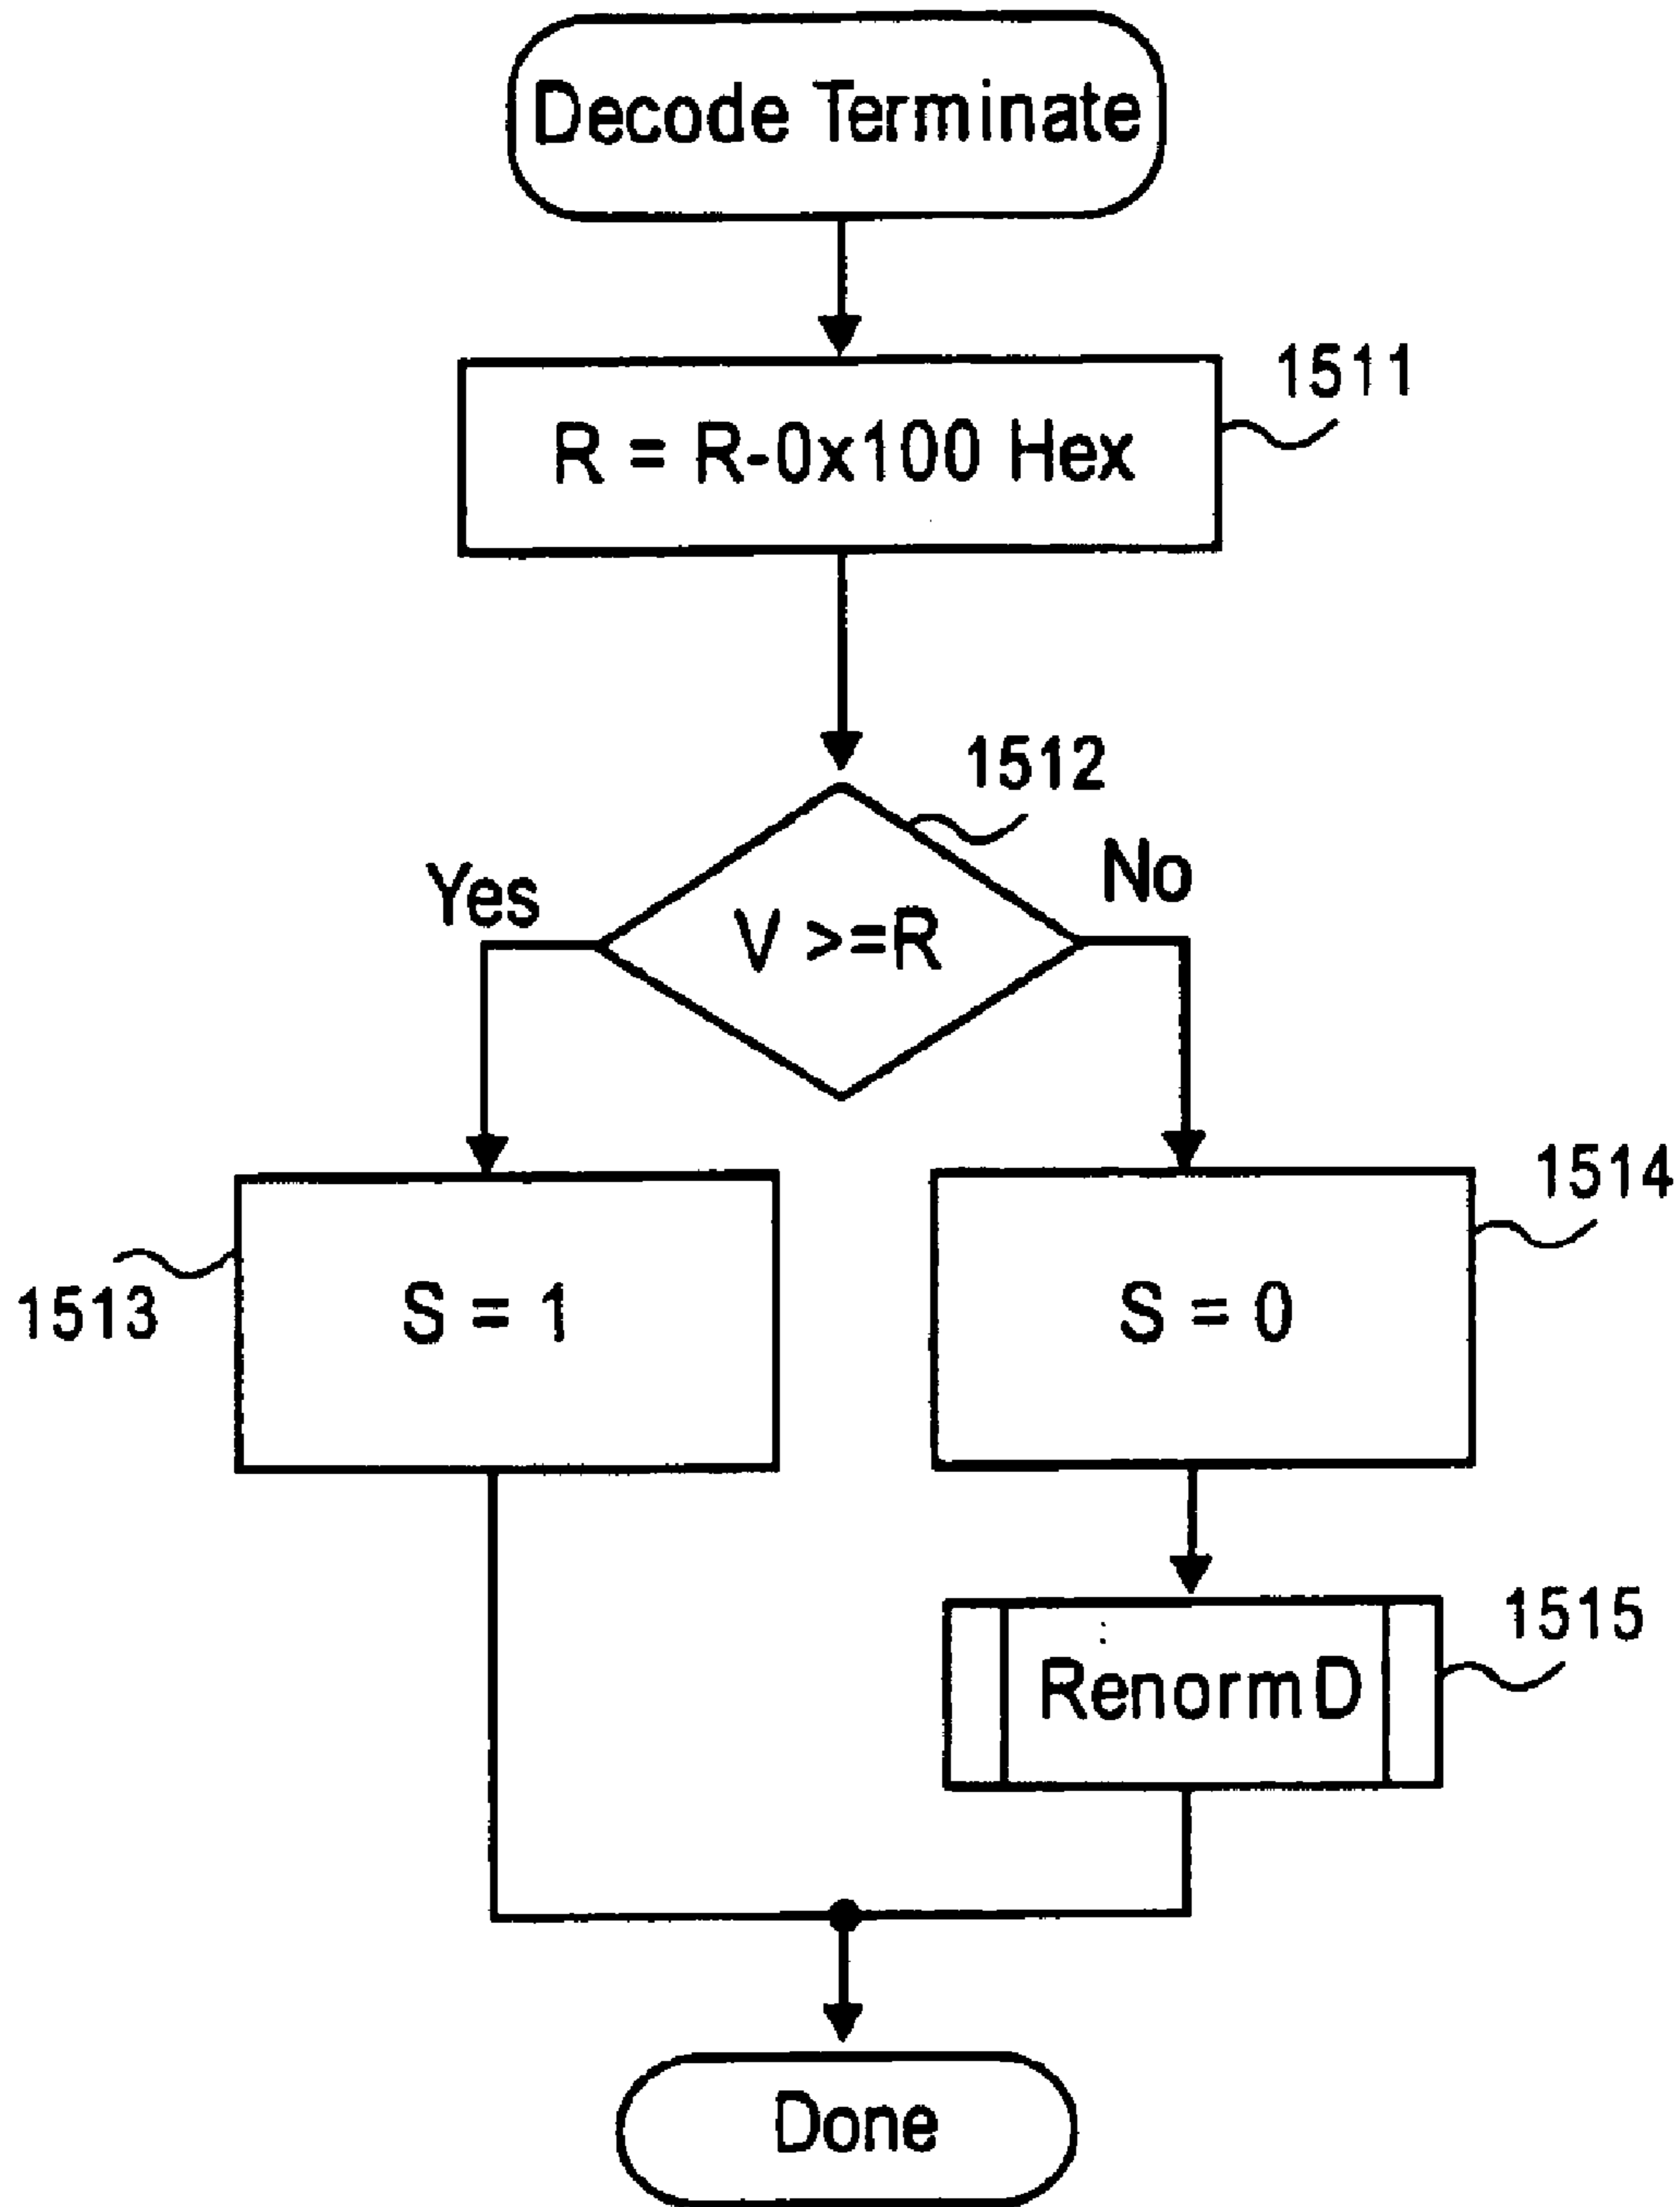 Decode Terminate
1511
R = R-0x100 Hex
1512
Yes
No
V >=R
1514
1513
S = 1
S = 0
1515
RenormD
Done